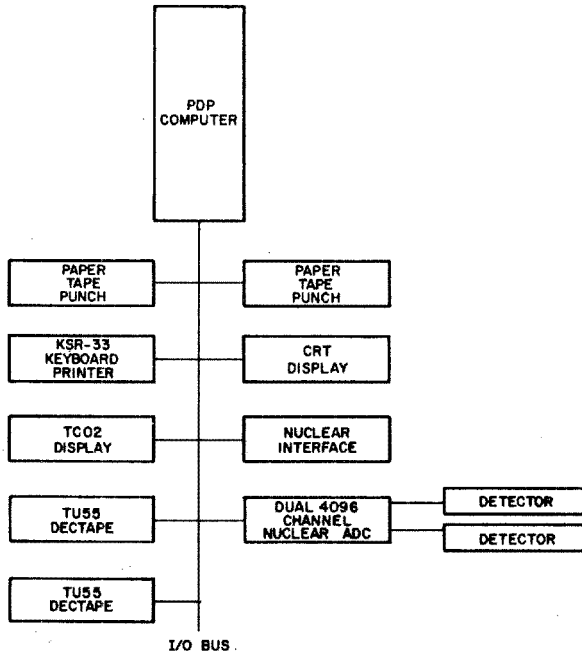 PDP
COMPUTER
PAPER
TAPE
PUNCH
PAPER
TAPE
PUNCH
KSR-33
KEYBOARD
PRINTER
CRT
DISPLAY
TC02
DISPLAY
NUCLEAR
INTERFACE
TU55
DECTAPE
DUAL 4096
CHANNEL
NUCLEAR ADC
DETECTOR
DETECTOR
TU55
DECTAPE
I/O BUS